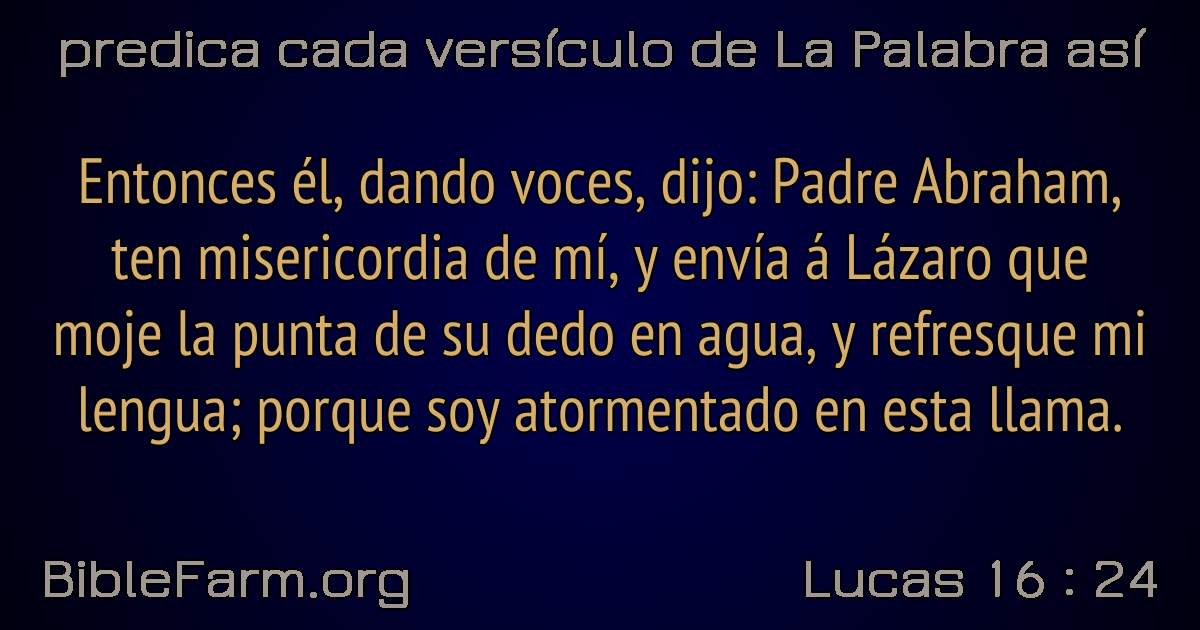 predica cada versículo de La Palabra así
Entonces él, dando voces, dijo: Padre Abraham,
ten misericordia de mí, y envía á Lázaro que
moje la punta de su dedo en agua, y refresque mi
lengua; porque soy atormentado en esta llama.
BibleFarm.org
Lucas 16 : 24